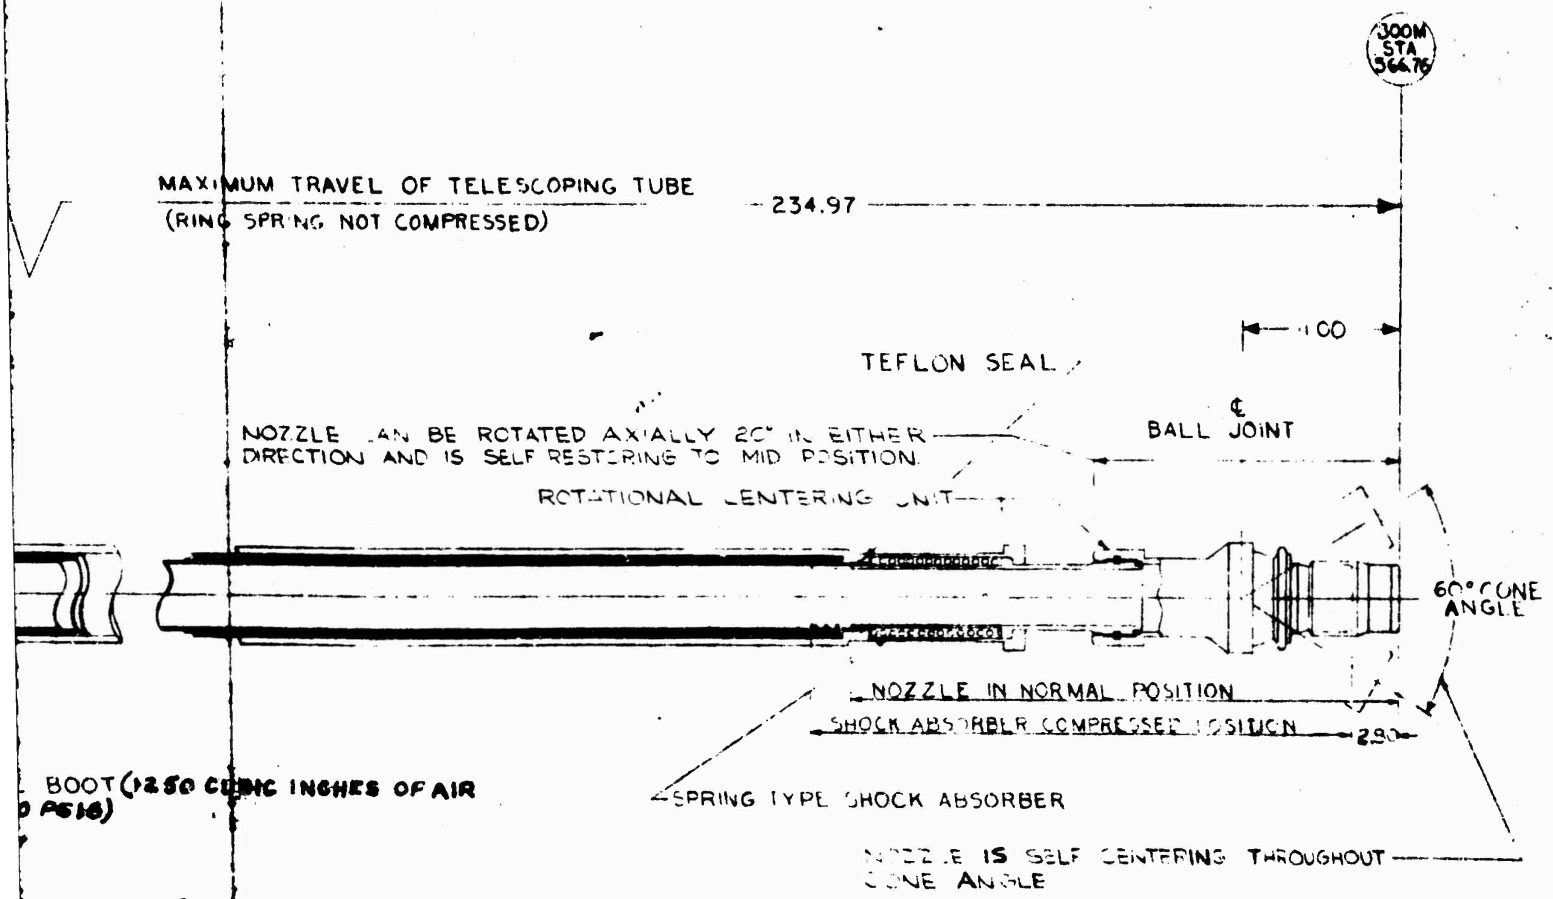 BOOM
STA
566.76
MAXIMUM TRAVEL OF TELESCOPING TUBE
(RING SPRING NOT COMPRESSED)
234.97
TEFLON SEAL
℄
BALL JOINT
NOZZLE CAN BE ROTATED AXIALLY 20° IN EITHER
DIRECTION AND IS SELF RESTORING TO MID POSITION.
ROTATIONAL CENTERING UNIT
60° CONE
ANGLE
NOZZLE IN NORMAL POSITION
SHOCK ABSORBER COMPRESSED POSITION
2.90
BOOT (1250 CUBIC INCHES OF AIR
PSIG)
SPRING TYPE SHOCK ABSORBER
NOZZLE IS SELF CENTERING THROUGHOUT
CONE ANGLE